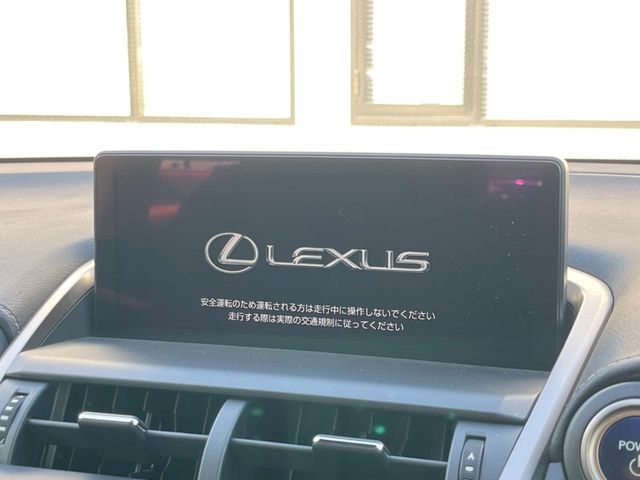 LEXUS
安全運転のため運転される方は走行中に操作しないでください
走行する際は実際の交通規制に従ってください
POW